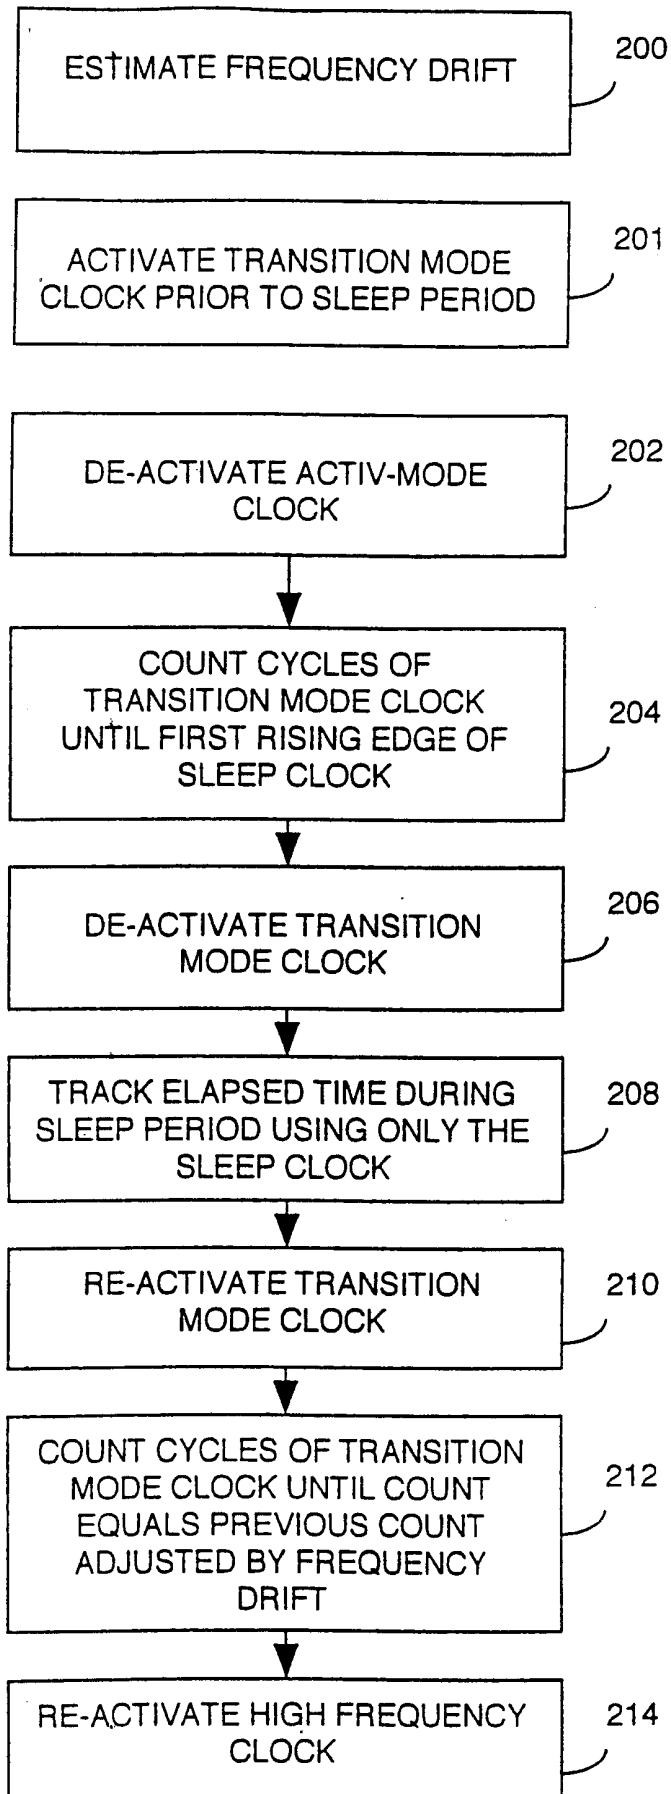 ESTIMATE FREQUENCY DRIFT
200
ACTIVATE TRANSITION MODE
CLOCK PRIOR TO SLEEP PERIOD
201
DE-ACTIVATE ACTIV-MODE
CLOCK
202
COUNT CYCLES OF
TRANSITION MODE CLOCK
UNTIL FIRST RISING EDGE OF
SLEEP CLOCK
204
DE-ACTIVATE TRANSITION
MODE CLOCK
206
TRACK ELAPSED TIME DURING
SLEEP PERIOD USING ONLY THE
SLEEP CLOCK
208
RE-ACTIVATE TRANSITION
MODE CLOCK
210
COUNT CYCLES OF TRANSITION
MODE CLOCK UNTIL COUNT
EQUALS PREVIOUS COUNT
ADJUSTED BY FREQUENCY
DRIFT
212
RE-ACTIVATE HIGH FREQUENCY
CLOCK
214